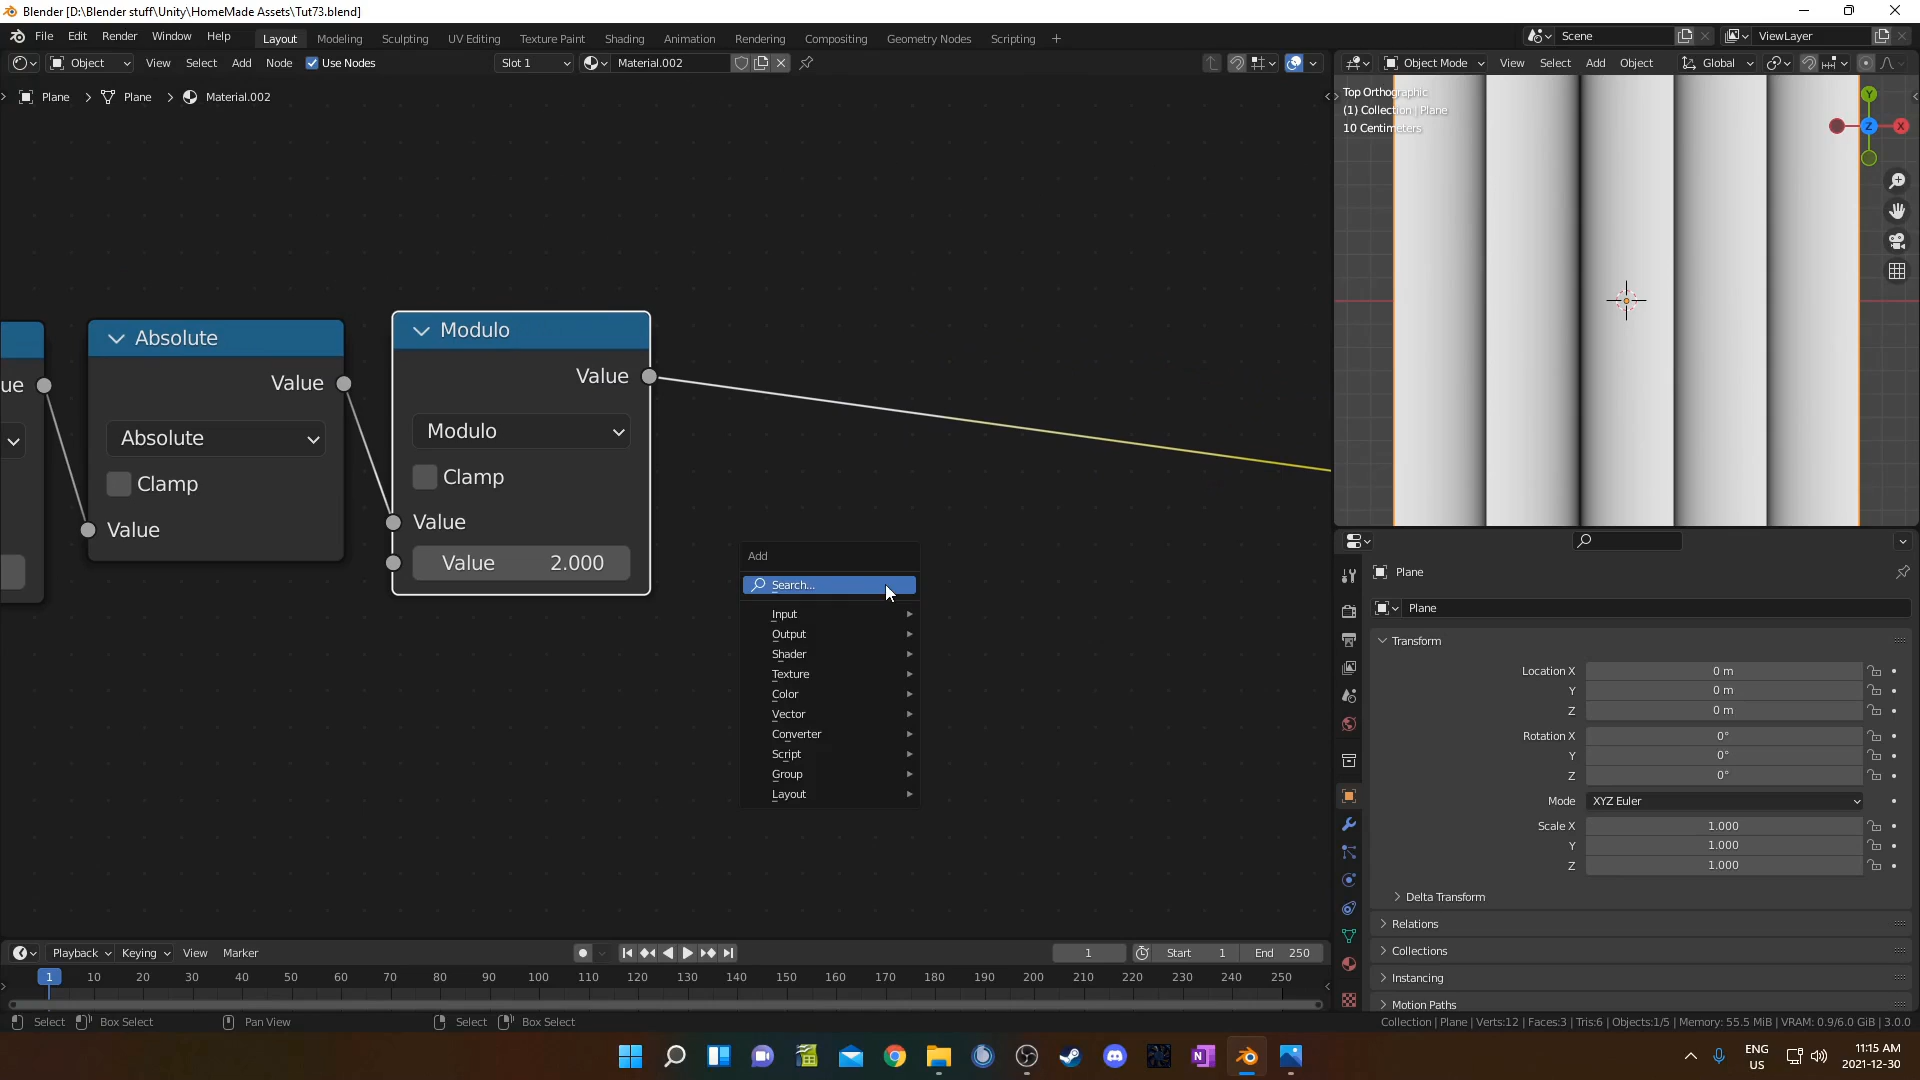 Blender [D:\Blender stuff\Unity\HomeMade Assets\Tut73.blend]
File Edit Render Window Help Layout Modeling Sculpting UV Editing Texture Paint Shading Animation Rendering Compositing Geometry Nodes Scripting Scene ViewLayer
Object View Select Add Node Use Nodes Slot 1 Material.002 Object Mode View Select Add Object Global
Plane Plane Material.002
Top Orthographic
(1) Collection | Plane
10 Centimeters
Y
Z X
Absolute
Value
Absolute
Clamp
Value
ue
Modulo
Value
Modulo
Clamp
Value
Value 2.000
Add
Search...
Input
Output
Shader
Texture
Color
Vector
Converter
Script
Group
Layout
Plane
Plane
Transform
Location X 0 m
Y 0 m
Z 0 m
Rotation X 0°
Y 0°
Z 0°
Mode XYZ Euler
Scale X 1.000
Y 1.000
Z 1.000
Delta Transform
Relations
Collections
Instancing
Motion Paths
Playback Keying View Marker 1 Start 1 End 250
1 10 20 30 40 50 60 70 80 90 100 110 120 130 140 150 160 170 180 190 200 210 220 230 240 250
Select Box Select Pan View Select Box Select Collection | Plane | Verts:12 | Faces:3 | Tris:6 | Objects:1/5 | Memory: 55.5 MiB | VRAM: 0.9/6.0 GiB | 3.0.0
N
ENG
US
11:15 AM
2021-12-30